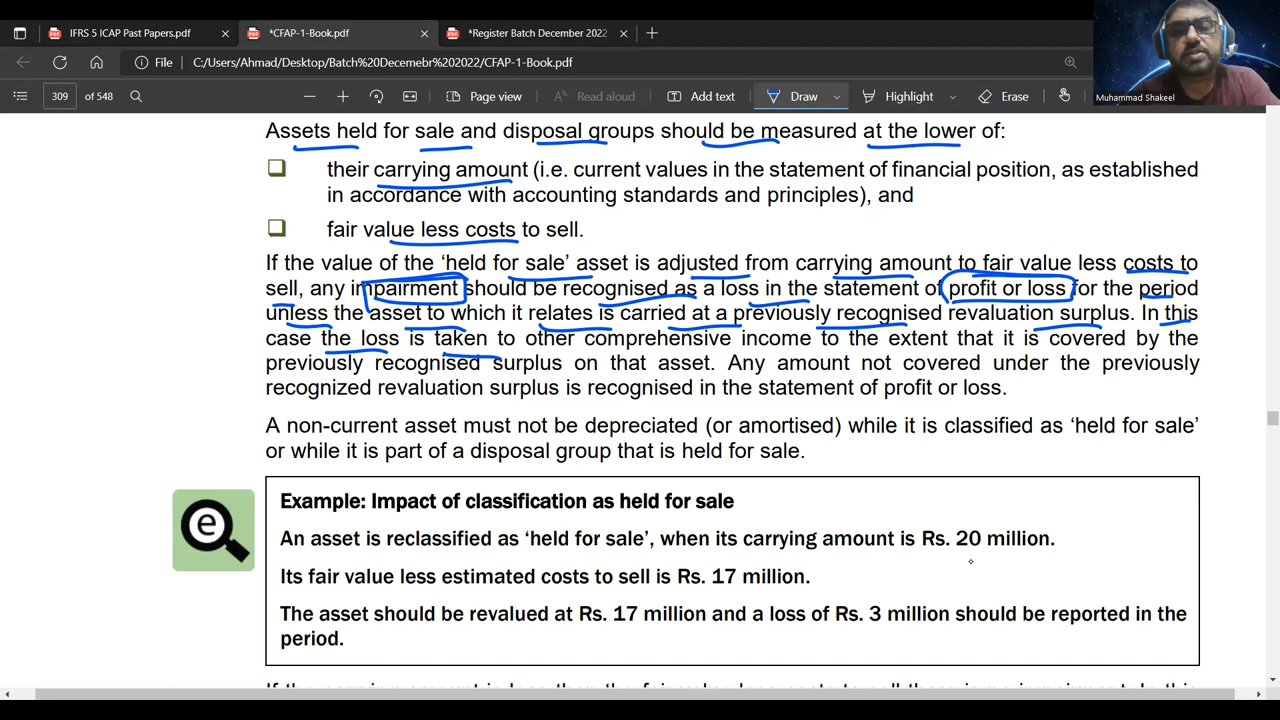 IFRS 5 ICAP Past Papers.pdf
*CFAP-1-Book.pdf
*Register Batch December 2022
File
C:/Users/Ahmad/Desktop/Batch%20Decemebr%202022/CFAP-1-Book.pdf
309 of 548
Page view
Read aloud
Add text
Draw
Highlight
Erase
Muhammad Shakeel
Assets held for sale and disposal groups should be measured at the lower of:
their carrying amount (i.e. current values in the statement of financial position, as established
in accordance with accounting standards and principles), and
fair value less costs to sell.
If the value of the ‘held for sale’ asset is adjusted from carrying amount to fair value less costs to
sell, any impairment should be recognised as a loss in the statement of profit or loss for the period
unless the asset to which it relates is carried at a previously recognised revaluation surplus. In this
case the loss is taken to other comprehensive income to the extent that it is covered by the
previously recognised surplus on that asset. Any amount not covered under the previously
recognized revaluation surplus is recognised in the statement of profit or loss.
A non-current asset must not be depreciated (or amortised) while it is classified as ‘held for sale’
or while it is part of a disposal group that is held for sale.
e
Example: Impact of classification as held for sale
An asset is reclassified as ‘held for sale’, when its carrying amount is Rs. 20 million.
Its fair value less estimated costs to sell is Rs. 17 million.
The asset should be revalued at Rs. 17 million and a loss of Rs. 3 million should be reported in the
period.